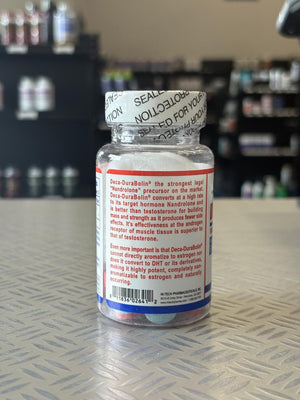 SEALED FOR YOUR PROTECTION
Deca-DuraBolin® the strongest legal
"Nandrolone" precursor on the market.
Deca-DuraBolin® converts at a high rate
to its target hormone Nandrolone and
is better than testosterone for building
mass and strength as it produces fewer side
effects. It's effectiveness at the androgen
receptor of muscle tissue is superior to
that of testosterone.
Even more important is that Deca-DuraBolin®
cannot directly aromatize to estrogen nor
does it convert to DHT or its derivatives,
making it highly potent, completely non-
aromatizable to estrogen and naturally
occurring.
HI-TECH PHARMACEUTICALS, INC.